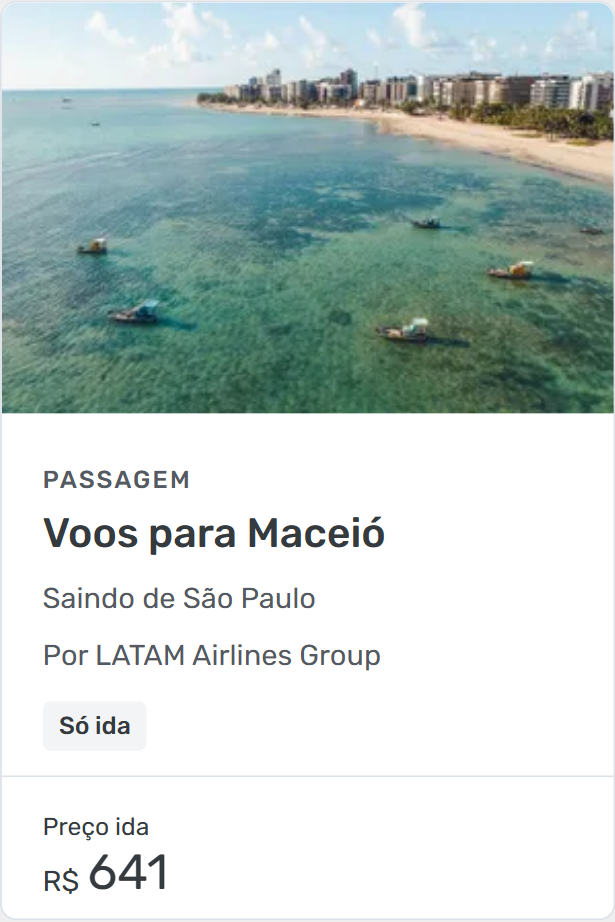 PASSAGEM
Voos para Maceió
Saindo de São Paulo
Por LATAM Airlines Group
Só ida
Preço ida
R$ 641